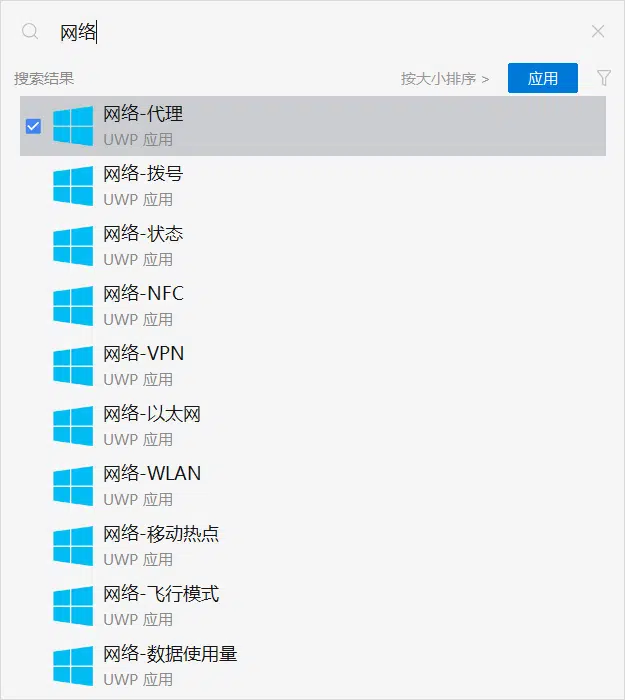 网络
搜索结果 按大小排序 > 应用
网络-代理
UWP 应用
网络-拨号
UWP 应用
网络-状态
UWP 应用
网络-NFC
UWP 应用
网络-VPN
UWP 应用
网络-以太网
UWP 应用
网络-WLAN
UWP 应用
网络-移动热点
UWP 应用
网络-飞行模式
UWP 应用
网络-数据使用量
UWP 应用